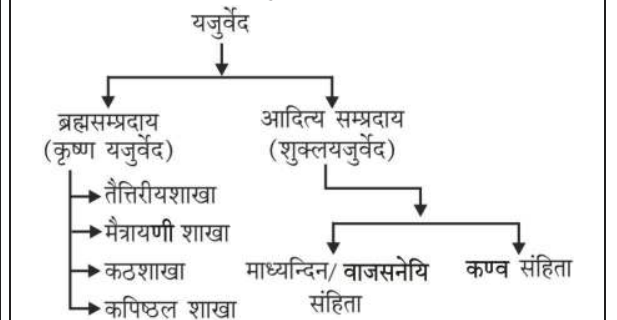 यजुर्वेद
ब्रह्मसम्प्रदाय
(कृष्ण यजुर्वेद)
तैत्तिरीयशाखा
मैत्रायणी शाखा
कठशाखा
कपिष्ठल शाखा
आदित्य सम्प्रदाय
(शुक्लयजुर्वेद)
माध्यन्दिन/ वाजसनेयि
संहिता
कण्व संहिता